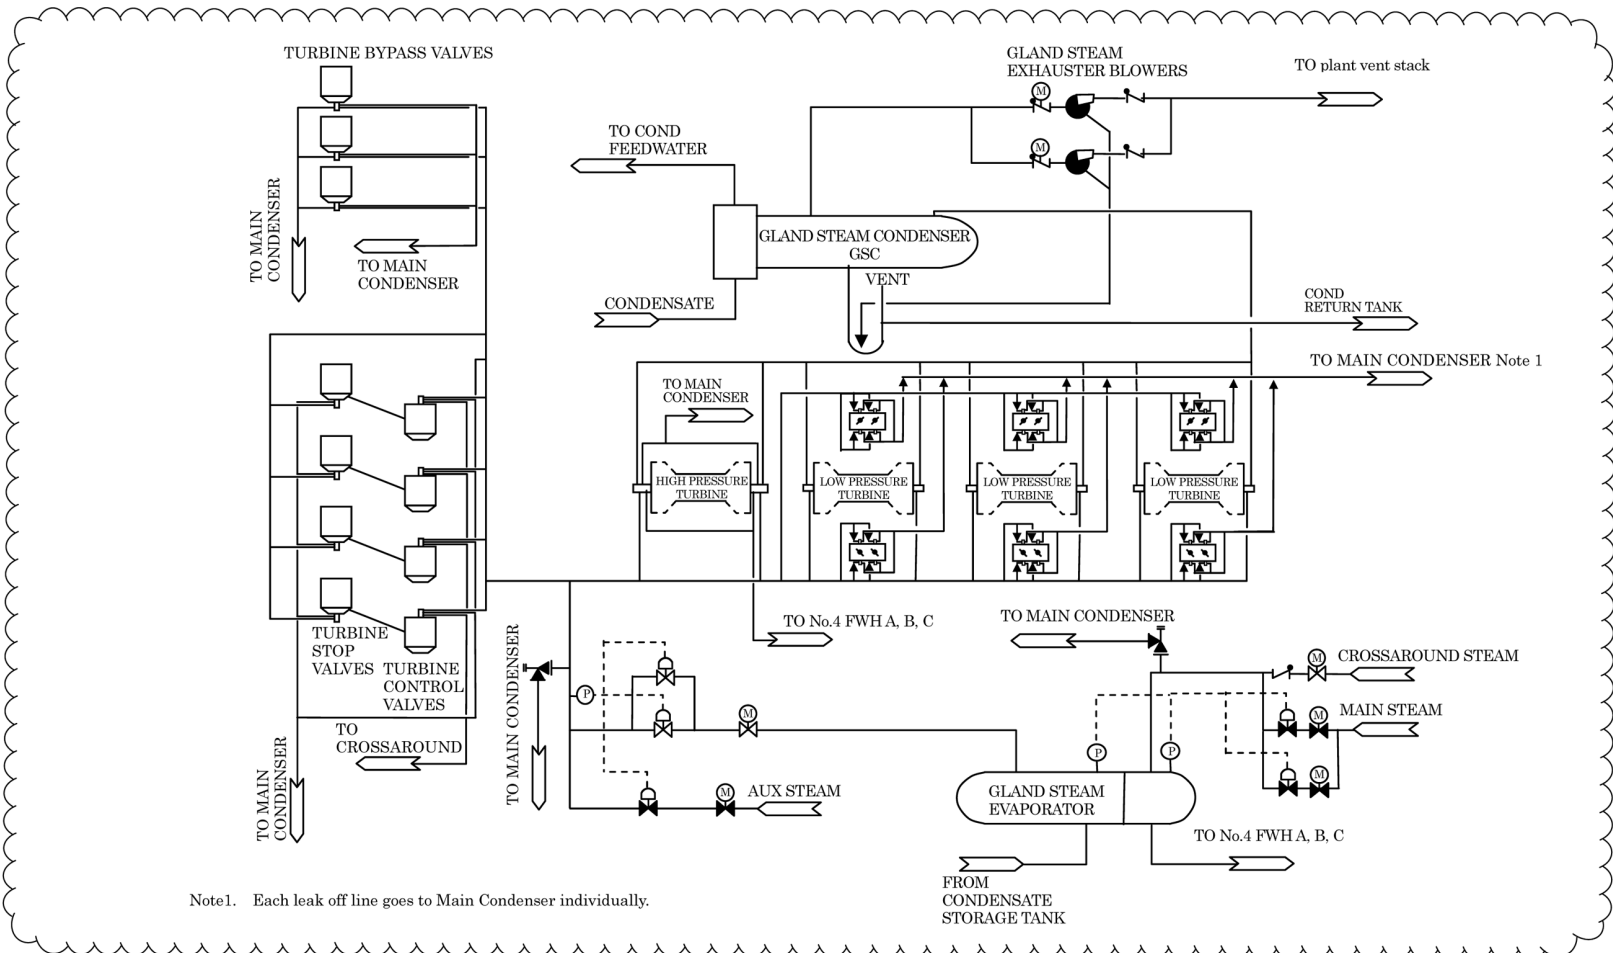 TURBINE BYPASS VALVES
GLAND STEAM
EXHAUSTER BLOWERS
TO plant vent stack
M
M
TO COND
FEEDWATER
TO MAIN
CONDENSER
TO MAIN
CONDENSER
GLAND STEAM CONDENSER
GSC
VENT
CONDENSATE
COND
RETURN TANK
TO MAIN CONDENSER Note 1
TO MAIN
CONDENSER
HIGH PRESSURE
TURBINE
LOW PRESSURE
TURBINE
LOW PRESSURE
TURBINE
LOW PRESSURE
TURBINE
TURBINE
STOP
VALVES
TURBINE
CONTROL
VALVES
TO
CROSSAROUND
TO MAIN
CONDENSER
TO MAIN CONDENSER
P
M
M
AUX STEAM
TO No.4 FWH A, B, C
TO MAIN CONDENSER
M
CROSSAROUND STEAM
M
MAIN STEAM
M
P
P
GLAND STEAM
EVAPORATOR
TO No.4 FWH A, B, C
FROM
CONDENSATE
STORAGE TANK
Note1. Each leak off line goes to Main Condenser individually.